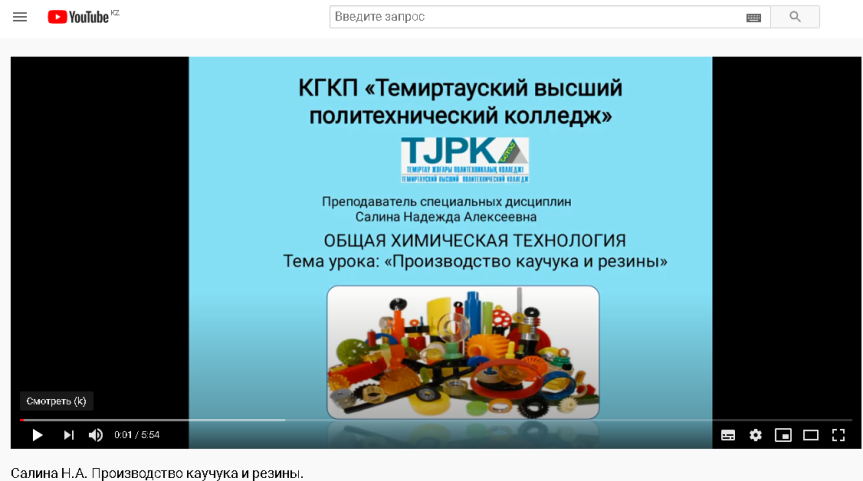 YouTube KZ
Введите запрос
КГКП «Темиртауский высший
политехнический колледж»
TJPK
ТЕМІРТАУ ЖОҒАРЫ ПОЛИТЕХНИКАЛЫҚ КОЛЛЕДЖІ
ТЕМИРТАУСКИЙ ВЫСШИЙ ПОЛИТЕХНИЧЕСКИЙ КОЛЛЕДЖ
Преподаватель специальных дисциплин
Салина Надежда Алексеевна
ОБЩАЯ ХИМИЧЕСКАЯ ТЕХНОЛОГИЯ
Тема урока: «Производство каучука и резины»
Смотреть (k)
0:01 / 5:54
Салина Н.А. Производство каучука и резины.